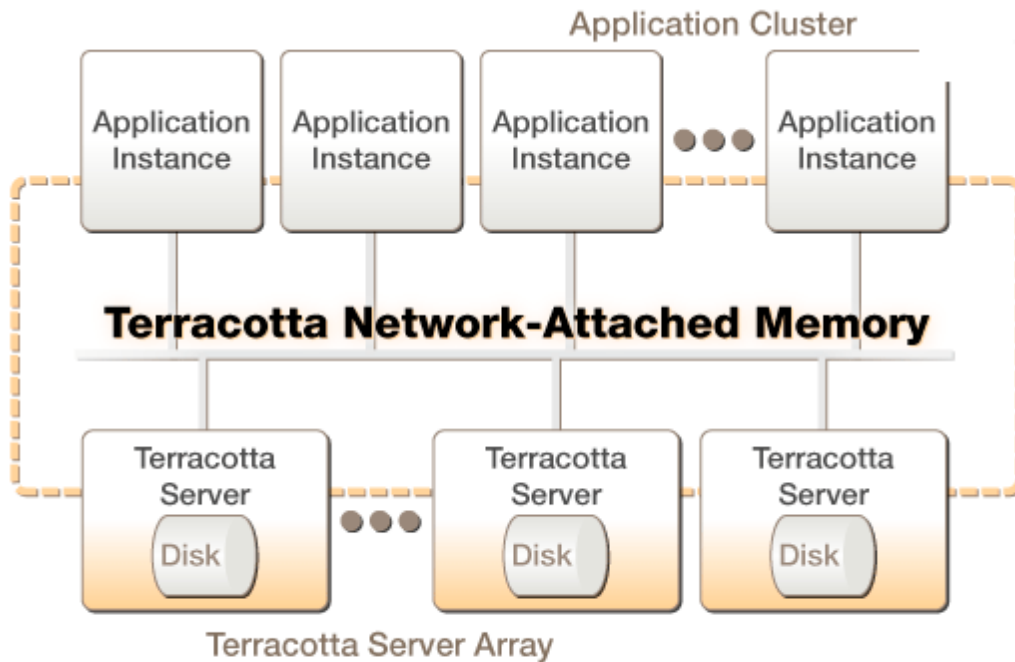 Application Cluster
Application
Instance
Application
Instance
Application
Instance
Application
Instance
Terracotta Network-Attached Memory
Terracotta
Server
Disk
Terracotta
Server
Disk
Terracotta
Server
Disk
Terracotta Server Array